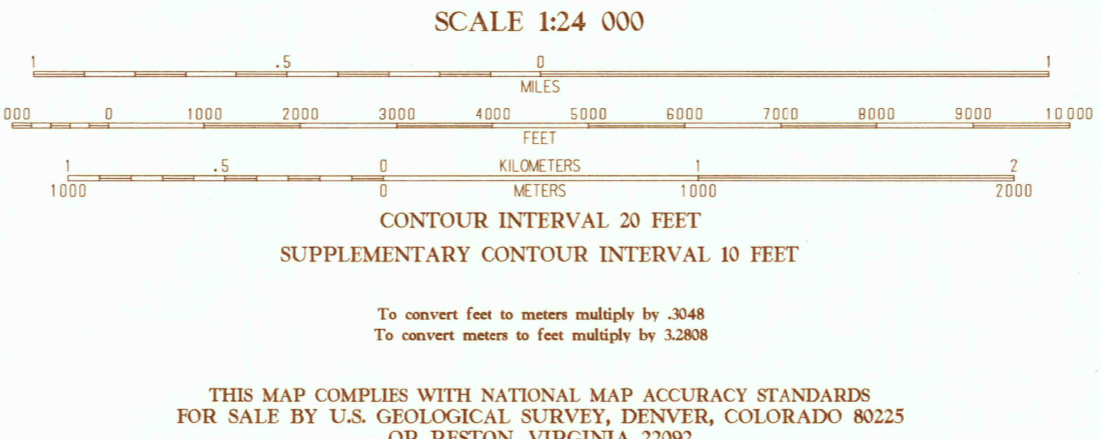 SCALE 1:24 000
1 .5 0 1
MILES
000 0 1000 2000 3000 4000 5000 6000 7000 8000 9000 10 000
FEET
1 .5 0 KILOMETERS 1 2
1000 0 METERS 1000 2000
CONTOUR INTERVAL 20 FEET
SUPPLEMENTARY CONTOUR INTERVAL 10 FEET
To convert feet to meters multiply by .3048
To convert meters to feet multiply by 3.2808
THIS MAP COMPLIES WITH NATIONAL MAP ACCURACY STANDARDS
FOR SALE BY U.S. GEOLOGICAL SURVEY, DENVER, COLORADO 80225
OR RESTON, VIRGINIA 22092